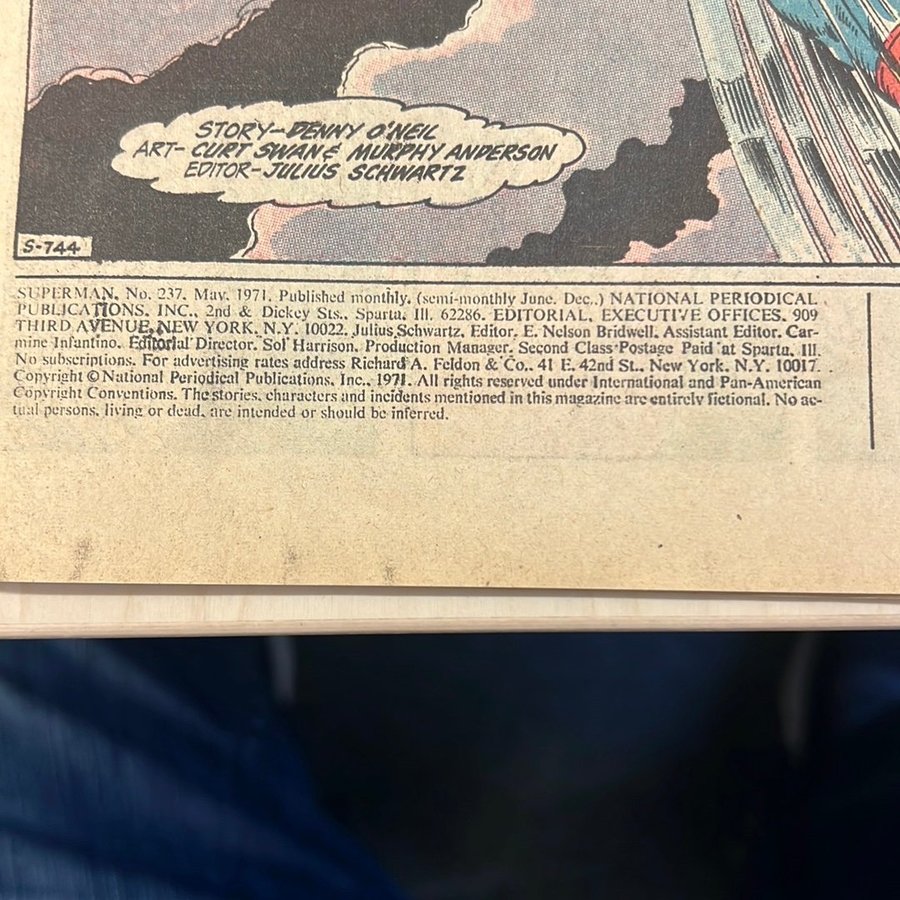 STORY-DENNY O'NEIL
ART- CURT SWAN & MURPHY ANDERSON
EDITOR-JULIUS SCHWARTZ
S-744
SUPERMAN, No. 237, May, 1971. Published monthly, (semi-monthly June, Dec.,) NATIONAL PERIODICAL
PUBLICATIONS, INC., 2nd & Dickey Sts., Sparta, Ill. 62286. EDITORIAL, EXECUTIVE OFFICES, 909
THIRD AVENUE, NEW YORK, N.Y. 10022. Julius Schwartz, Editor. E. Nelson Bridwell, Assistant Editor. Car-
mine Infantino, Editorial Director. Sol Harrison, Production Manager. Second Class Postage Paid at Sparta, Ill.
No subscriptions. For advertising rates address Richard A. Feldon & Co., 41 E. 42nd St., New York, N.Y. 10017.
Copyright © National Periodical Publications, Inc., 1971. All rights reserved under International and Pan-American
Copyright Conventions. The stories, characters and incidents mentioned in this magazine are entirely fictional. No ac-
tual persons, living or dead, are intended or should be inferred.